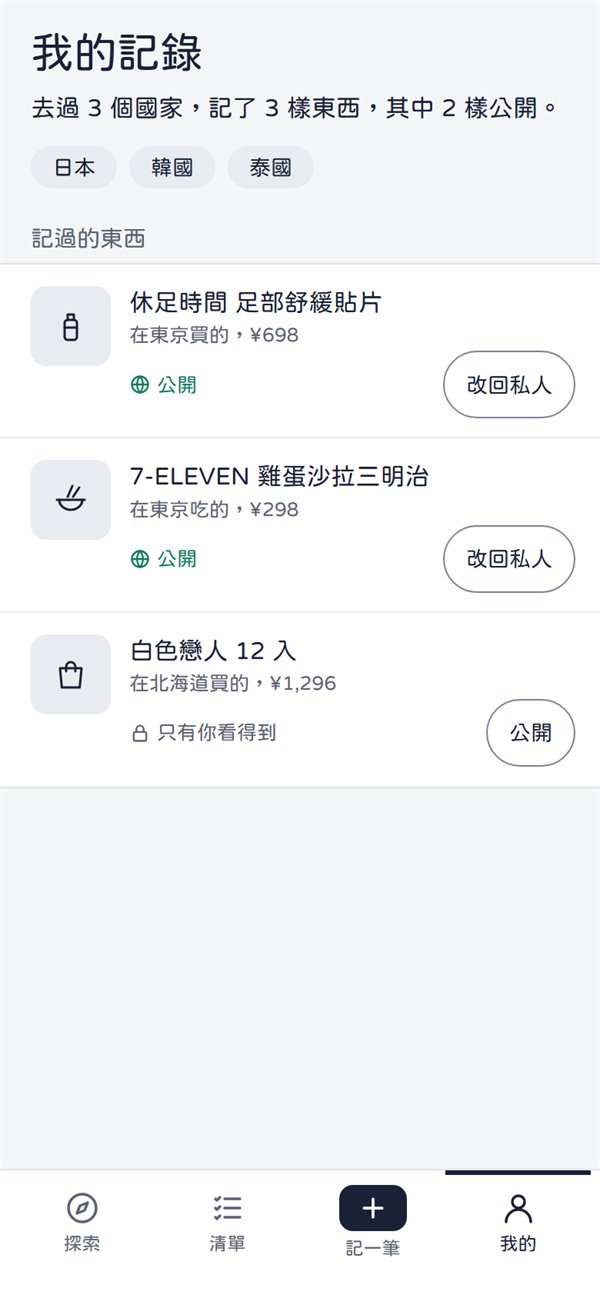 我的記錄
去過 3 個國家，記了 3 樣東西，其中 2 樣公開。
日本 韓國 泰國
記過的東西
休足時間 足部舒緩貼片
在東京買的，¥698
公開 改回私人
7-ELEVEN 雞蛋沙拉三明治
在東京吃的，¥298
公開 改回私人
白色戀人 12 入
在北海道買的，¥1,296
只有你看得到 公開
探索 清單 記一筆 我的